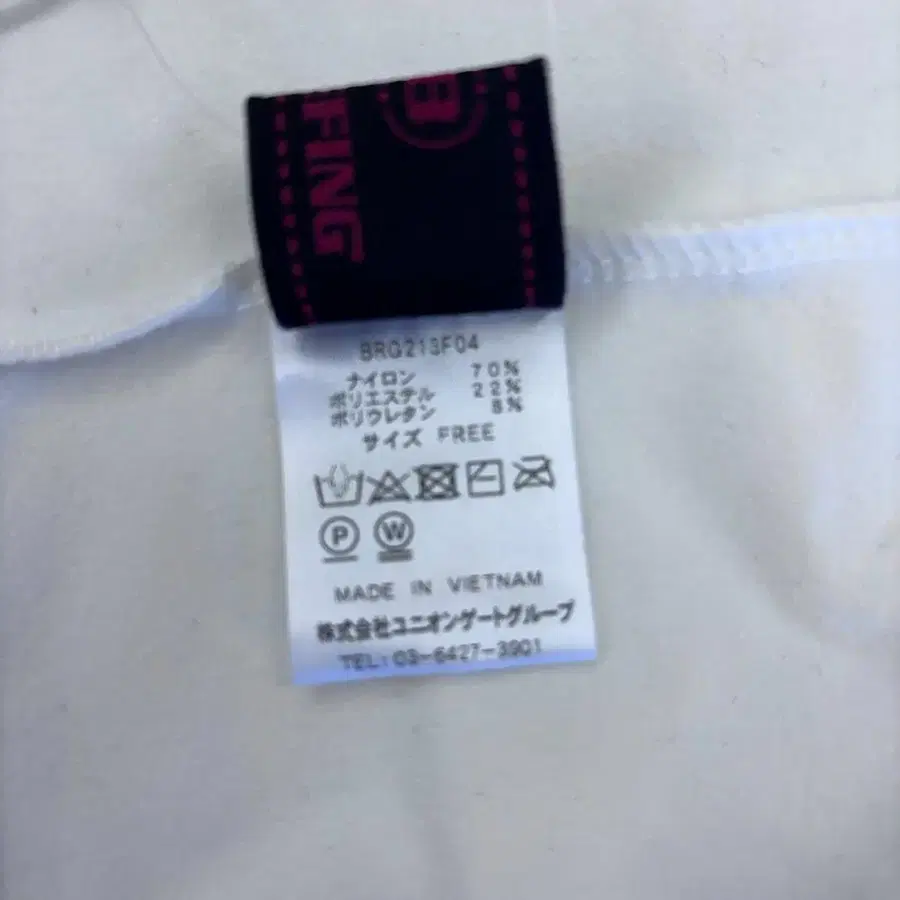 B
EFING
BRG213F04
ナイロン 70%
ポリエステル 22%
ポリウレタン 8%
サイズ FREE
P W
MADE IN VIETNAM
株式会社ユニオンゲートグループ
TEL:03-6427-3901